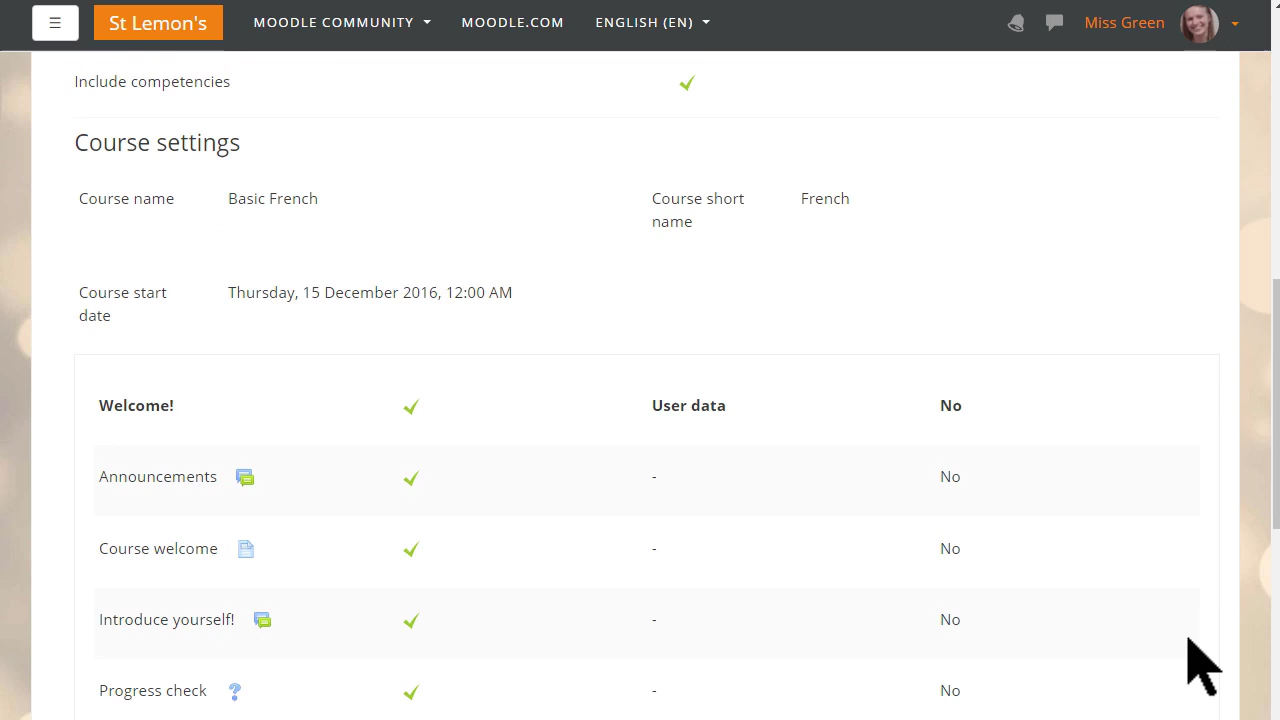 ☰ St Lemon's MOODLE COMMUNITY MOODLE.COM ENGLISH (EN) Miss Green
Include competencies
Course settings
Course name Basic French Course short name French
Course start date Thursday, 15 December 2016, 12:00 AM
Welcome! User data No
Announcements - No
Course welcome - No
Introduce yourself! - No
Progress check - No